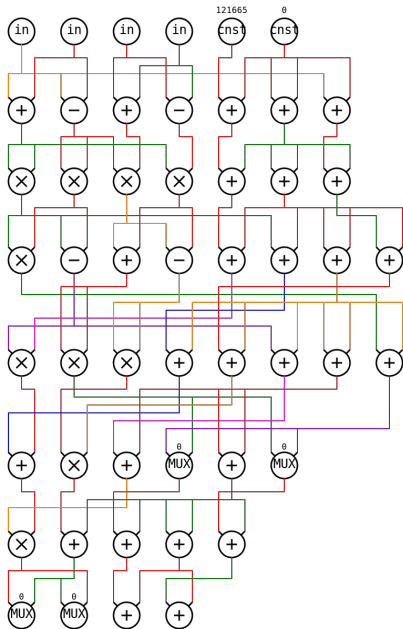 121665 0
in in in in cnst cnst
+ − + − + + +
× × × × + + +
× − + − + + + +
× × × + + + + +
0 0
+ × + MUX + MUX
× + + + +
0 0
MUX MUX + +